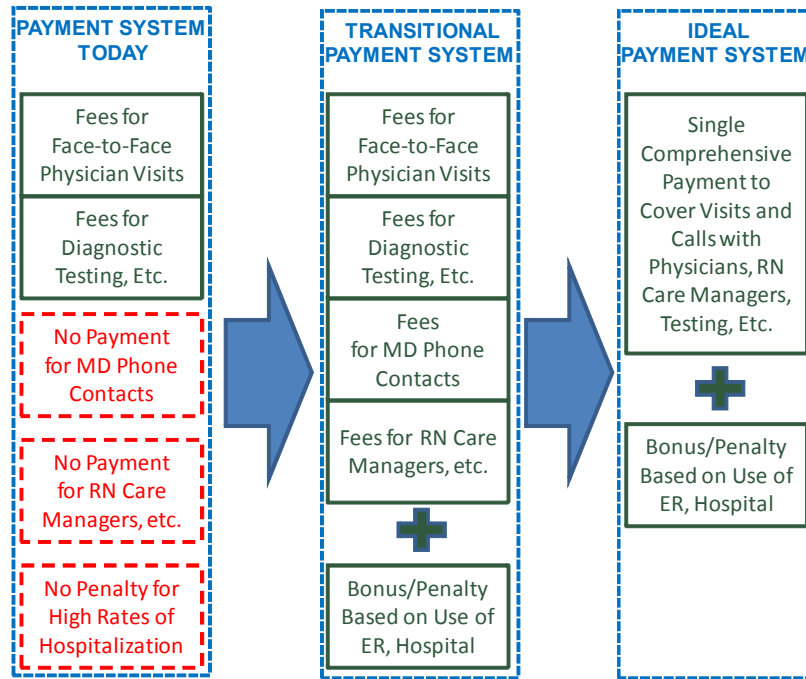 PAYMENT SYSTEM
TODAY
Fees for
Face-to-Face
Physician Visits
Fees for
Diagnostic
Testing, Etc.
No Payment
for MD Phone
Contacts
No Payment
for RN Care
Managers, etc.
No Penalty for
High Rates of
Hospitalization
TRANSITIONAL
PAYMENT SYSTEM
Fees for
Face-to-Face
Physician Visits
Fees for
Diagnostic
Testing, Etc.
Fees
for MD Phone
Contacts
Fees for RN Care
Managers, etc.
Bonus/Penalty
Based on Use of
ER, Hospital
IDEAL
PAYMENT SYSTEM
Single
Comprehensive
Payment to
Cover Visits and
Calls with
Physicians, RN
Care Managers,
Testing, Etc.
Bonus/Penalty
Based on Use of
ER, Hospital